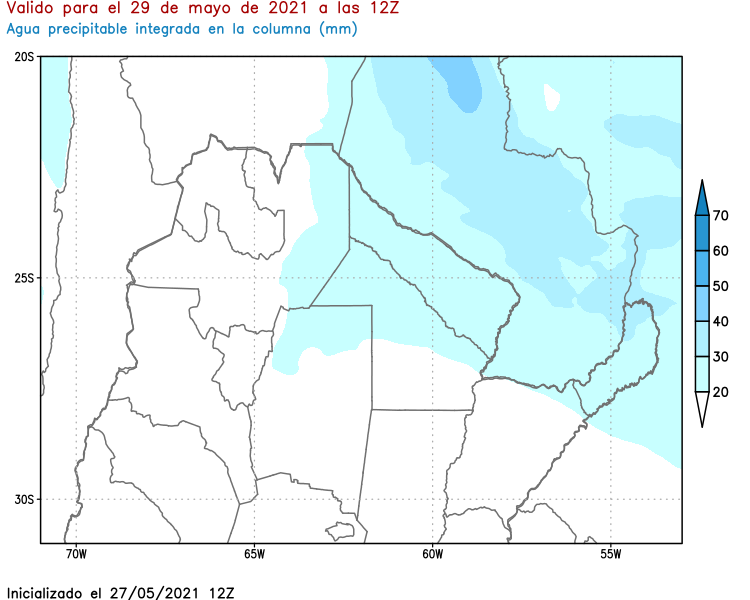 Valido para el 29 de mayo de 2021 a las 12Z
Agua precipitable integrada en la columna (mm)
20S
25S
30S
70W
65W
60W
55W
70
60
50
40
30
20
Inicializado el 27/05/2021 12Z